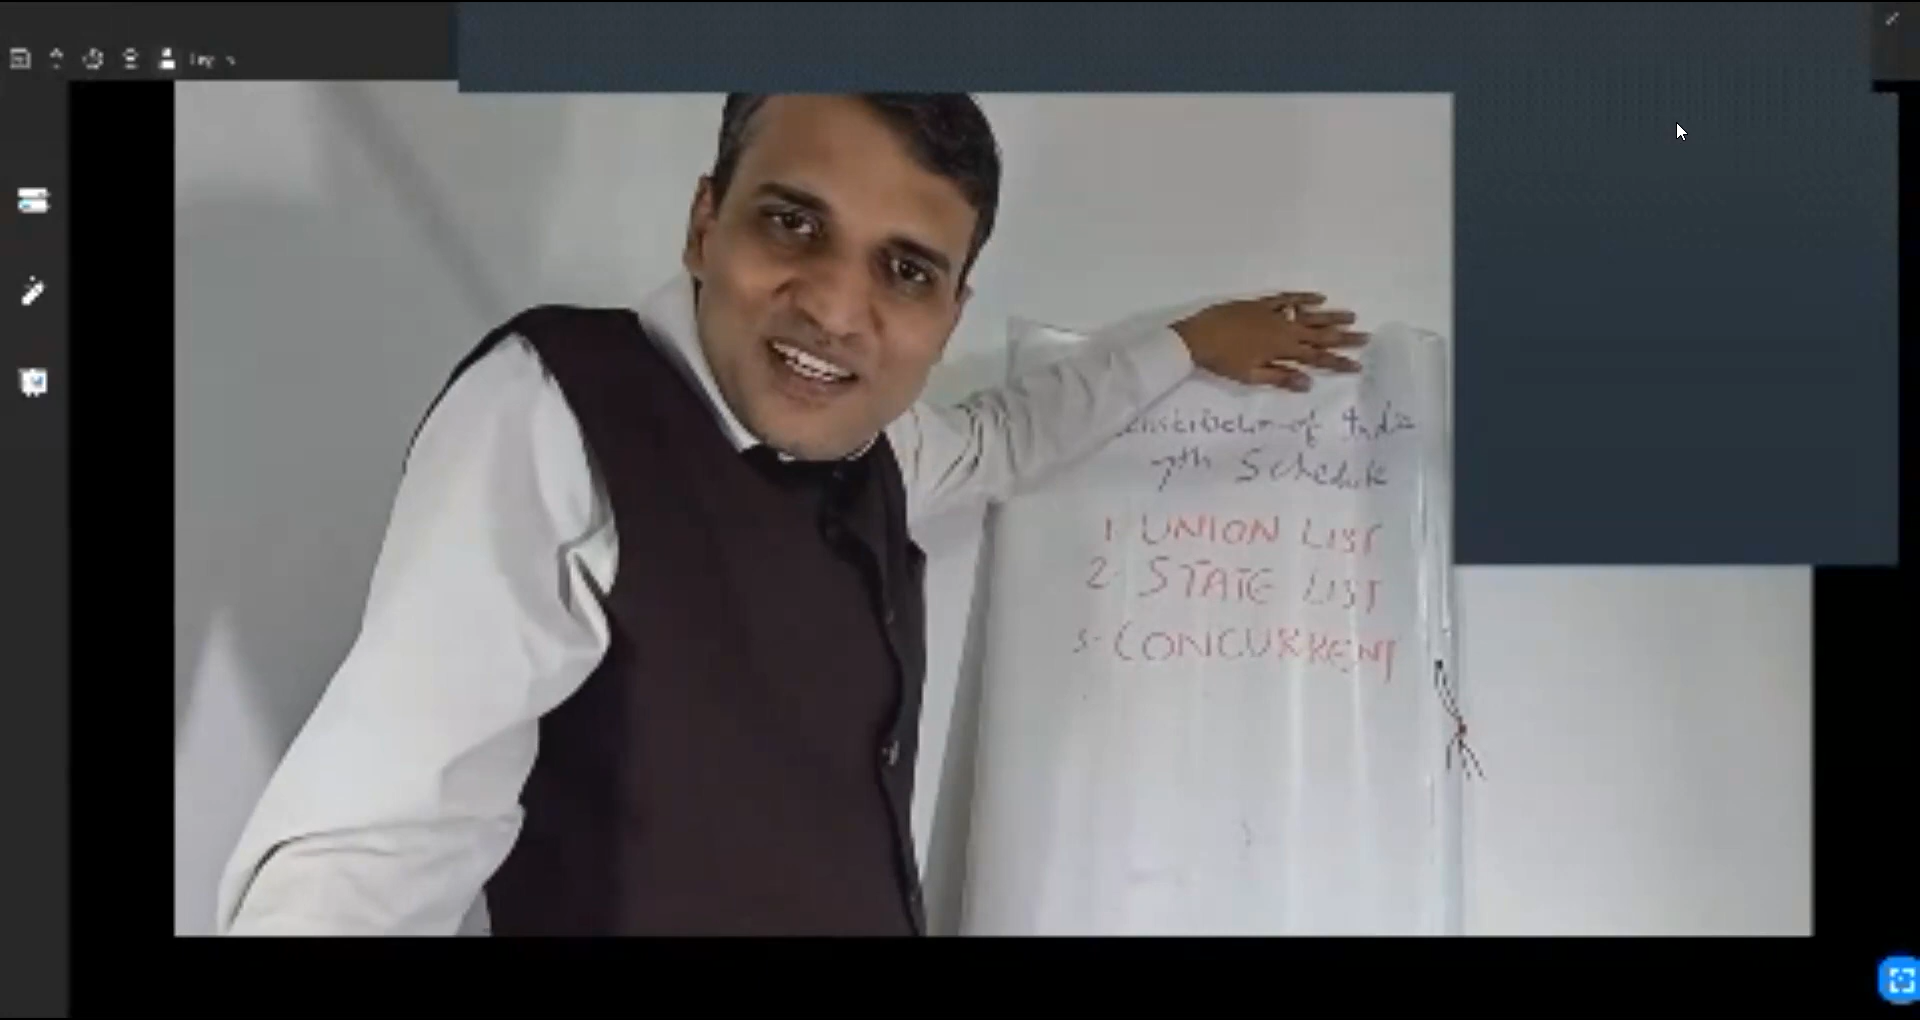 Constitution of India
7th Schedule
1. UNION LIST
2. STATE LIST
3. CONCURRENT